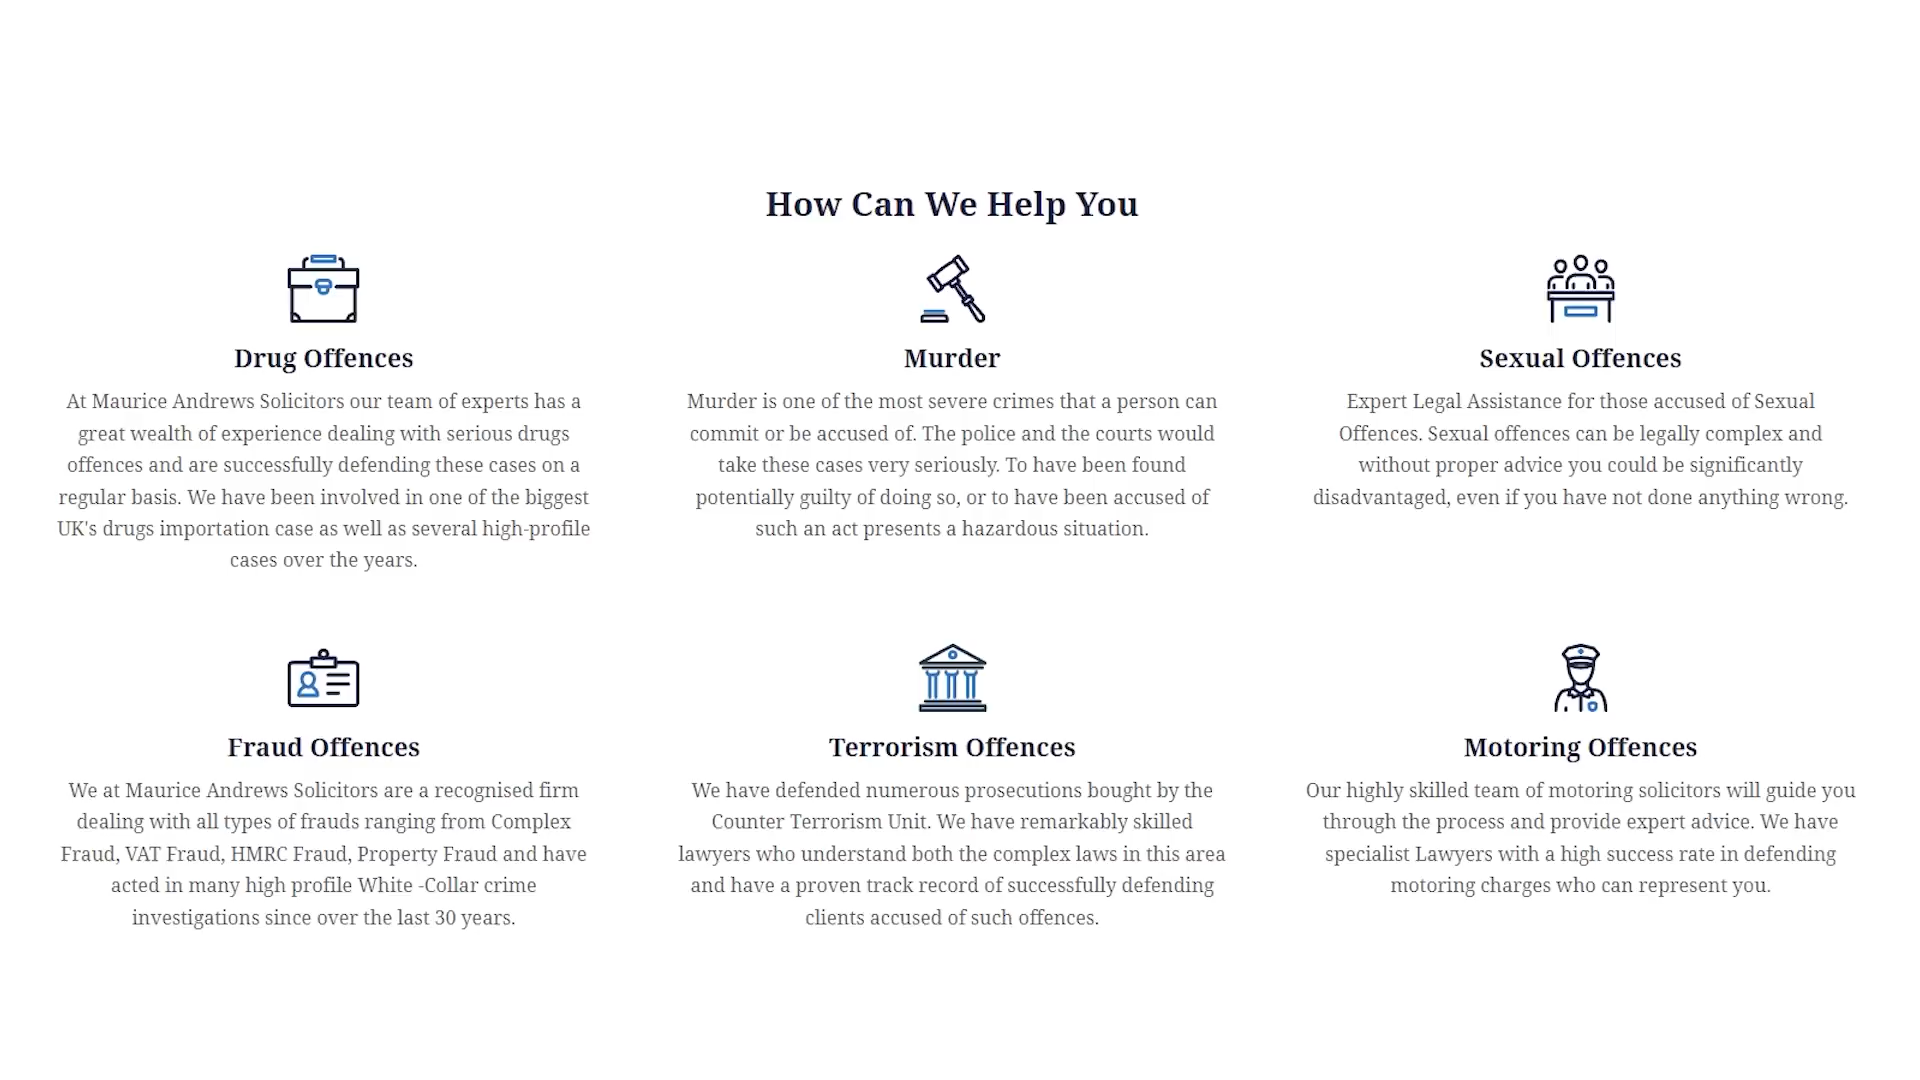 How Can We Help You
Drug Offences
At Maurice Andrews Solicitors our team of experts has a
great wealth of experience dealing with serious drugs
offences and are successfully defending these cases on a
regular basis. We have been involved in one of the biggest
UK's drugs importation case as well as several high-profile
cases over the years.
Murder
Murder is one of the most severe crimes that a person can
commit or be accused of. The police and the courts would
take these cases very seriously. To have been found
potentially guilty of doing so, or to have been accused of
such an act presents a hazardous situation.
Sexual Offences
Expert Legal Assistance for those accused of Sexual
Offences. Sexual offences can be legally complex and
without proper advice you could be significantly
disadvantaged, even if you have not done anything wrong.
Fraud Offences
We at Maurice Andrews Solicitors are a recognised firm
dealing with all types of frauds ranging from Complex
Fraud, VAT Fraud, HMRC Fraud, Property Fraud and have
acted in many high profile White -Collar crime
investigations since over the last 30 years.
Terrorism Offences
We have defended numerous prosecutions bought by the
Counter Terrorism Unit. We have remarkably skilled
lawyers who understand both the complex laws in this area
and have a proven track record of successfully defending
clients accused of such offences.
Motoring Offences
Our highly skilled team of motoring solicitors will guide you
through the process and provide expert advice. We have
specialist Lawyers with a high success rate in defending
motoring charges who can represent you.